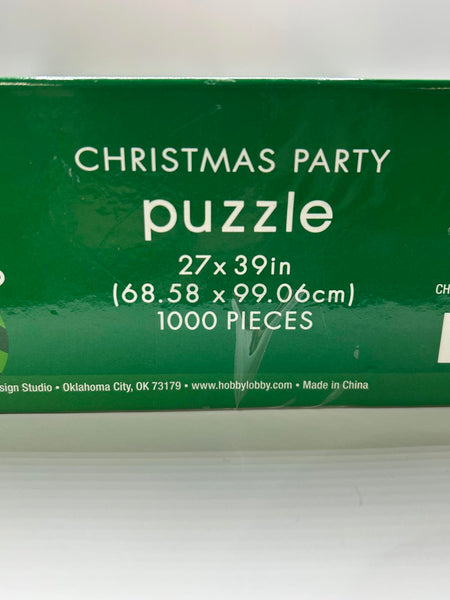 CHRISTMAS PARTY
puzzle
27x39in
(68.58 x 99.06cm)
1000 PIECES
CH
sign Studio • Oklahoma City, OK 73179 • www.hobbylobby.com • Made in China